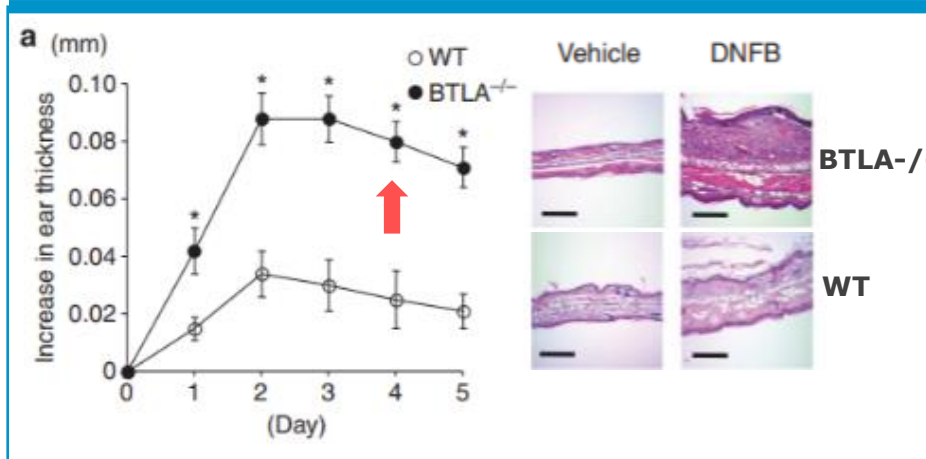 a (mm)
WT
BTLA−/−
0.10
0.08
0.06
0.04
0.02
0
Increase in ear thickness
* * * * *
0 1 2 3 4 5
(Day)
Vehicle DNFB
BTLA-/
WT